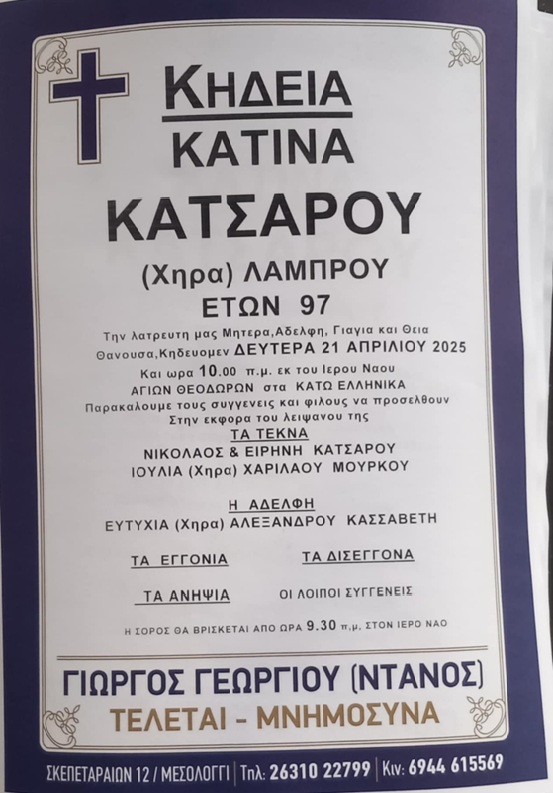 ΚΗΔΕΙΑ
ΚΑΤΙΝΑ
ΚΑΤΣΑΡΟΥ
(Χηρα) ΛΑΜΠΡΟΥ
ΕΤΩΝ 97
Την λατρευτη μας Μητερα,Αδελφη, Γιαγια και Θεια
Θανουσα,Κηδευομεν ΔΕΥΤΕΡΑ 21 ΑΠΡΙΛΙΟΥ 2025
Και ωρα 10.00 π.μ. εκ του Ιερου Ναου
ΑΓΙΩΝ ΘΕΟΔΩΡΩΝ στα ΚΑΤΩ ΕΛΛΗΝΙΚΑ
Παρακαλουμε τους συγγενεις και φιλους να προσελθουν
Στην εκφορα του λειψανου της
ΤΑ ΤΕΚΝΑ
ΝΙΚΟΛΑΟΣ & ΕΙΡΗΝΗ ΚΑΤΣΑΡΟΥ
ΙΟΥΛΙΑ (Χηρα) ΧΑΡΙΛΑΟΥ ΜΟΥΡΚΟΥ
Η ΑΔΕΛΦΗ
ΕΥΤΥΧΙΑ (Χηρα) ΑΛΕΞΑΝΔΡΟΥ ΚΑΣΣΑΒΕΤΗ
ΤΑ ΕΓΓΟΝΙΑ ΤΑ ΔΙΣΕΓΓΟΝΑ
ΤΑ ΑΝΗΨΙΑ ΟΙ ΛΟΙΠΟΙ ΣΥΓΓΕΝΕΙΣ
Η ΣΟΡΟΣ ΘΑ ΒΡΙΣΚΕΤΑΙ ΑΠΟ ΩΡΑ 9.30 π.μ. ΣΤΟΝ ΙΕΡΟ ΝΑΟ
ΓΙΩΡΓΟΣ ΓΕΩΡΓΙΟΥ (ΝΤΑΝΟΣ)
ΤΕΛΕΤΑΙ - ΜΝΗΜΟΣΥΝΑ
ΣΚΕΠΕΤΑΡΑΙΩΝ 12 / ΜΕΣΟΛΟΓΓΙ | Τηλ: 26310 22799 | Κιν: 6944 615569